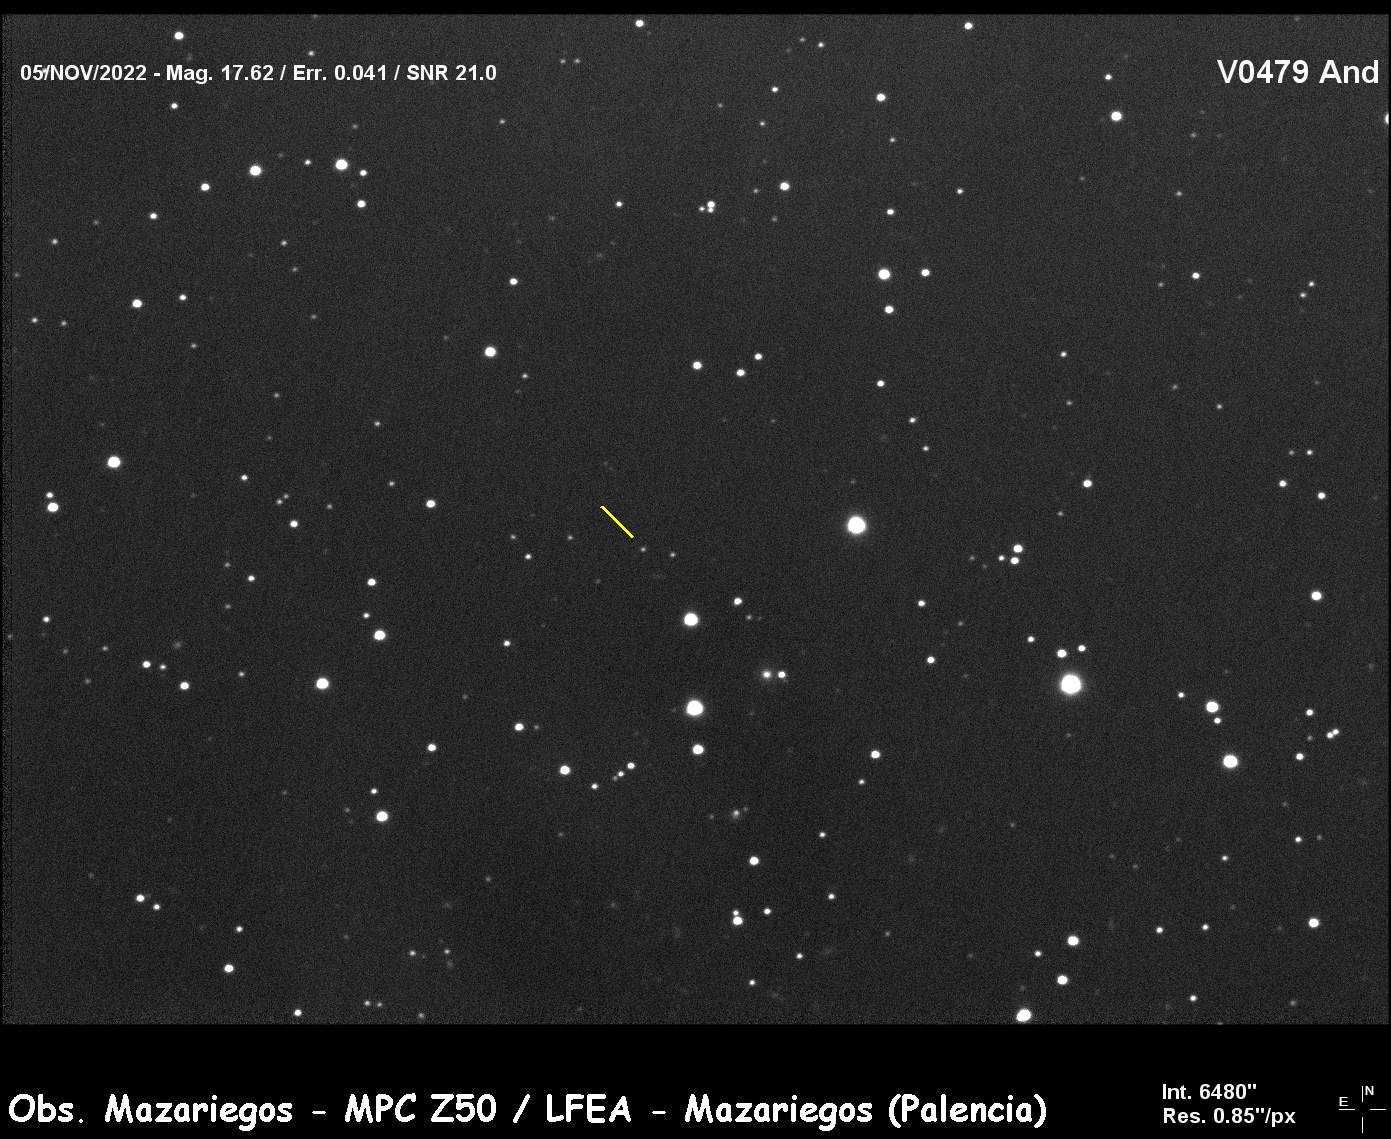 05/NOV/2022 - Mag. 17.62 / Err. 0.041 / SNR 21.0
V0479 And
Obs. Mazariegos - MPC Z50 / LFEA - Mazariegos (Palencia)
Int. 6480"
Res. 0.85"/px
N
E